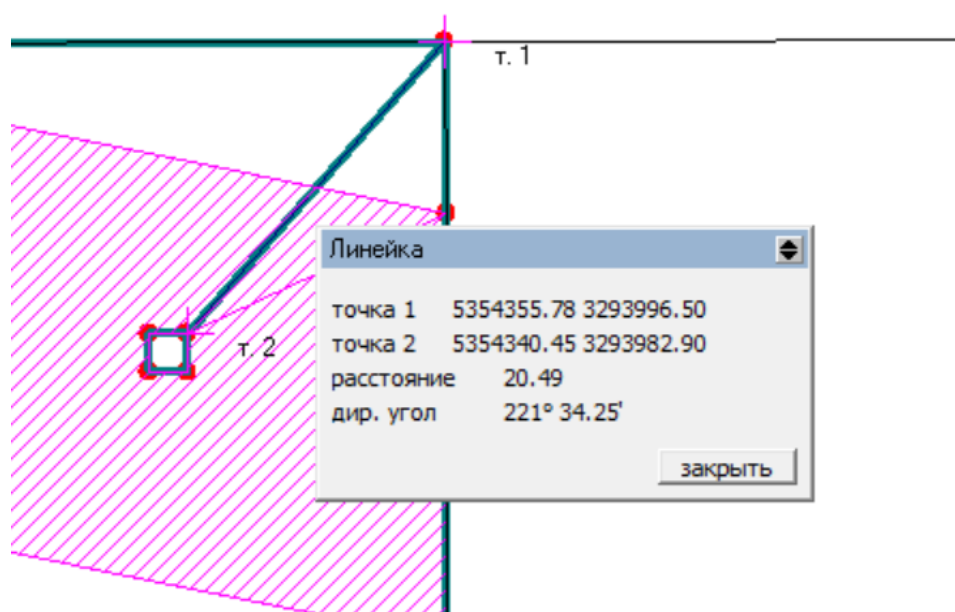 т. 1
Линейка
точка 1 5354355.78 3293996.50
т. 2
точка 2 5354340.45 3293982.90
расстояние 20.49
дир. угол 221° 34.25'
закрыть